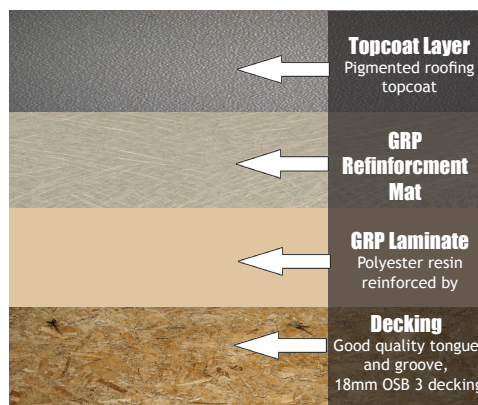 Topcoat Layer
Pigmented roofing
topcoat
GRP
Refinforcment
Mat
GRP Laminate
Polyester resin
reinforced by
Decking
Good quality tongue
and groove,
18mm OSB 3 decking